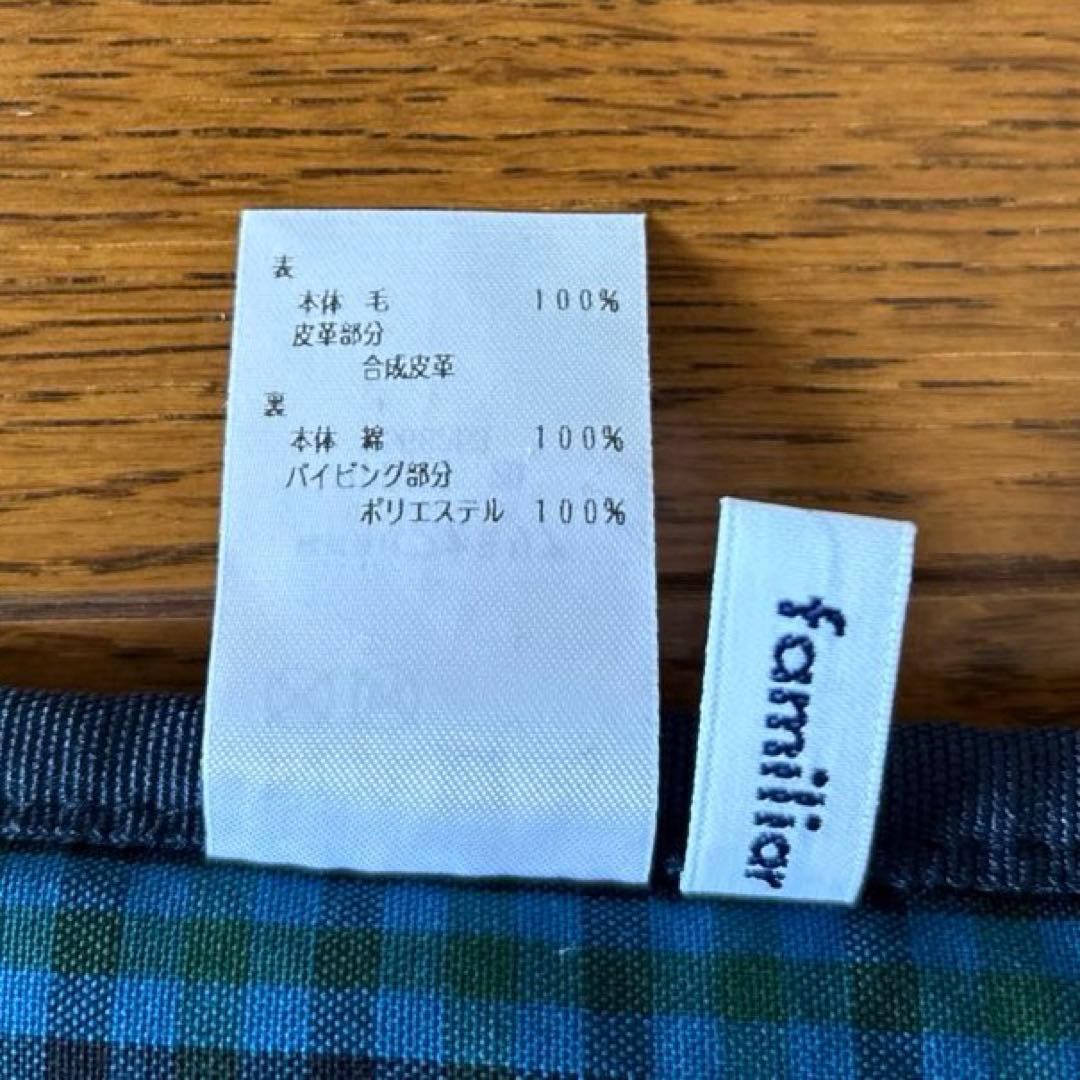 表
本体 毛 100%
皮革部分
合成皮革
裏
本体 綿 100%
パイピング部分
ポリエステル 100%
familiar